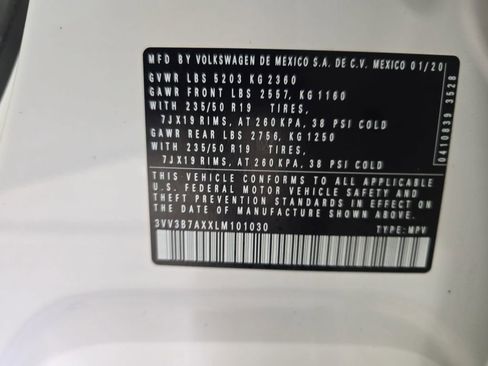 MFD BY VOLKSWAGEN DE MEXICO S.A. DE C.V. MEXICO 01/20
GVWR LBS 5203 KG 2360
GAWR FRONT LBS 2557, KG 1160
WITH 235/50 R19 TIRES,
7JX19 RIMS, AT 260 KPA, 38 PSI COLD
GAWR REAR LBS 2756, KG 1250
WITH 235/50 R19 TIRES,
7JX19 RIMS, AT 260 KPA, 38 PSI COLD
THIS VEHICLE CONFORMS TO ALL APPLICABLE
U.S. FEDERAL MOTOR VEHICLE SAFETY AND
THEFT PREVENTION STANDARDS IN EFFECT ON
THE DATE OF MANUFACTURE SHOWN ABOVE.
3VV3B7AXXLM101030 TYPE: MPV
0410839 3528